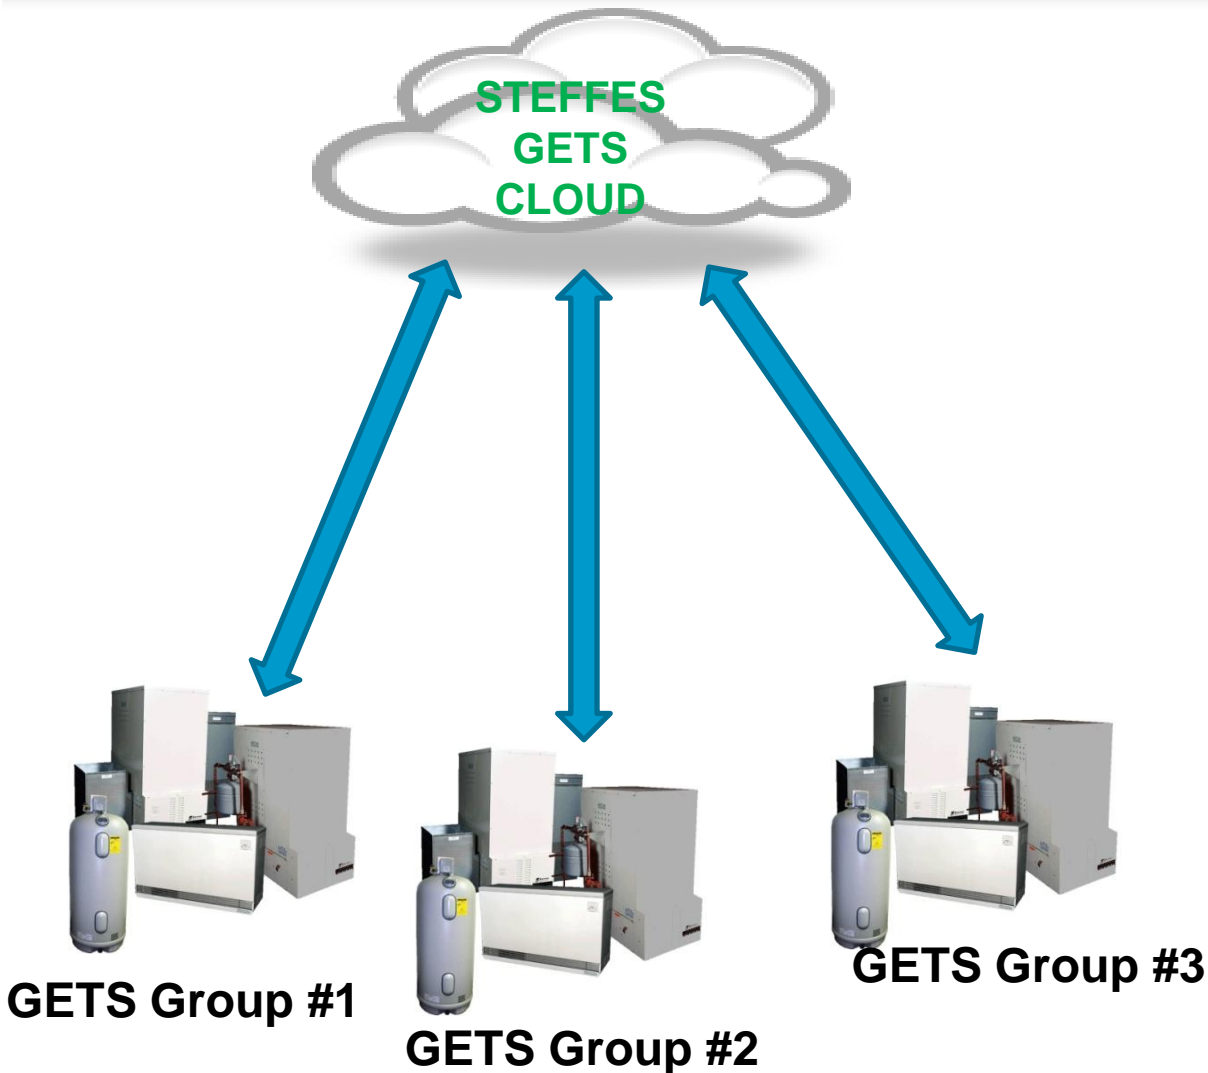 STEFFES
GETS
CLOUD
GETS Group #1
GETS Group #2
GETS Group #3